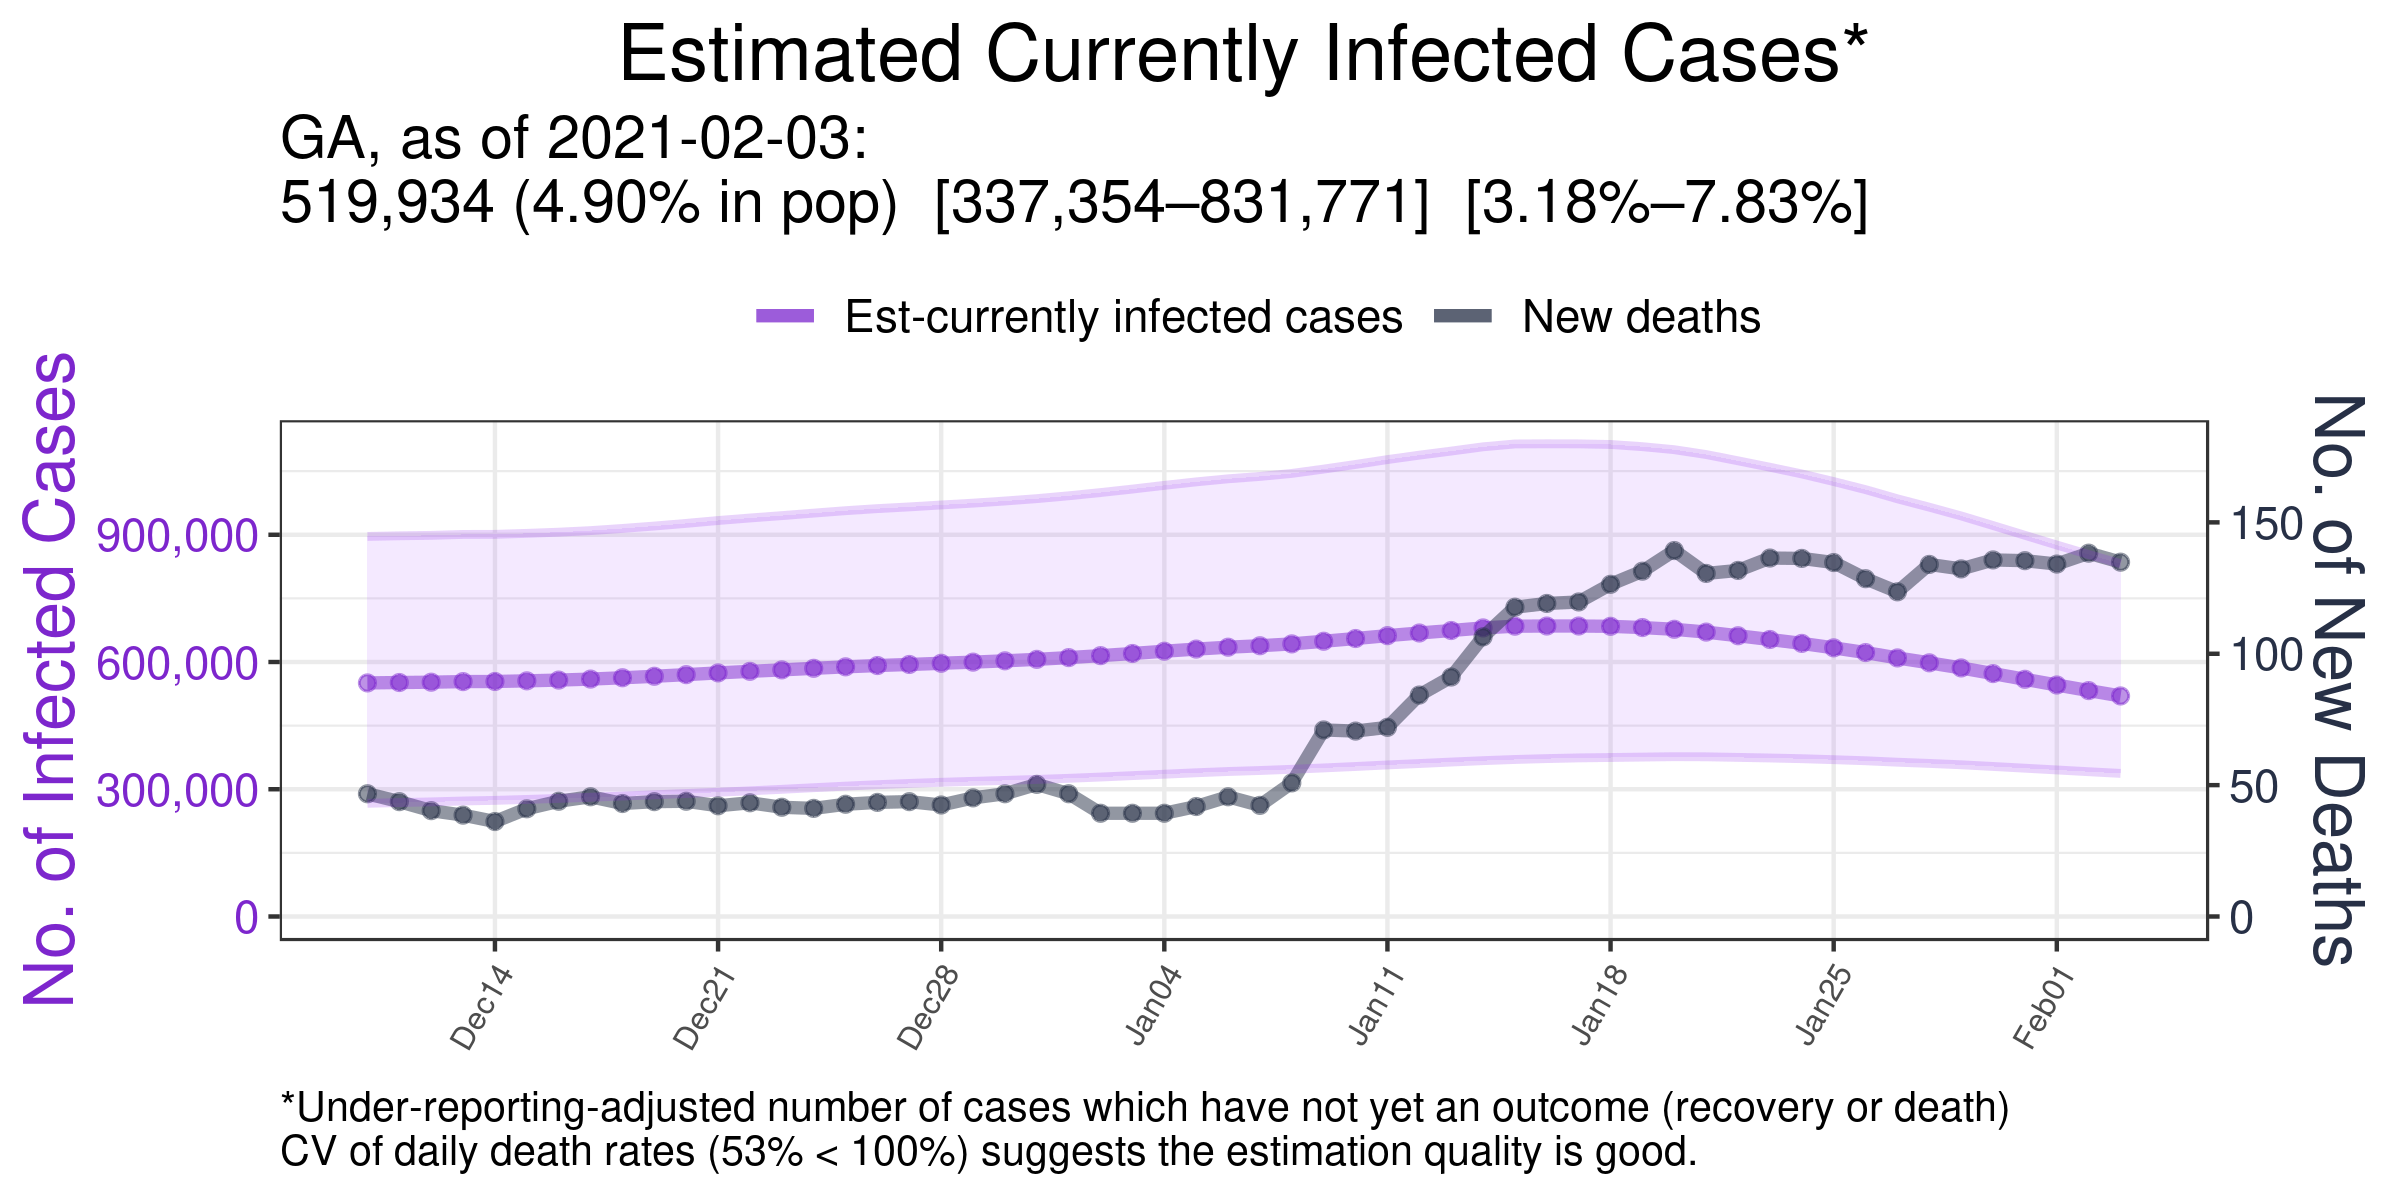 Estimated Currently Infected Cases*
GA, as of 2021-02-03:
519,934 (4.90% in pop) [337,354–831,771] [3.18%–7.83%]
Est-currently infected cases
New deaths
No. of Infected Cases
900,000
600,000
300,000
0
150
100
50
0
No. of New Deaths
Dec14
Dec21
Dec28
Jan04
Jan11
Jan18
Jan25
Feb01
*Under-reporting-adjusted number of cases which have not yet an outcome (recovery or death)
CV of daily death rates (53% < 100%) suggests the estimation quality is good.